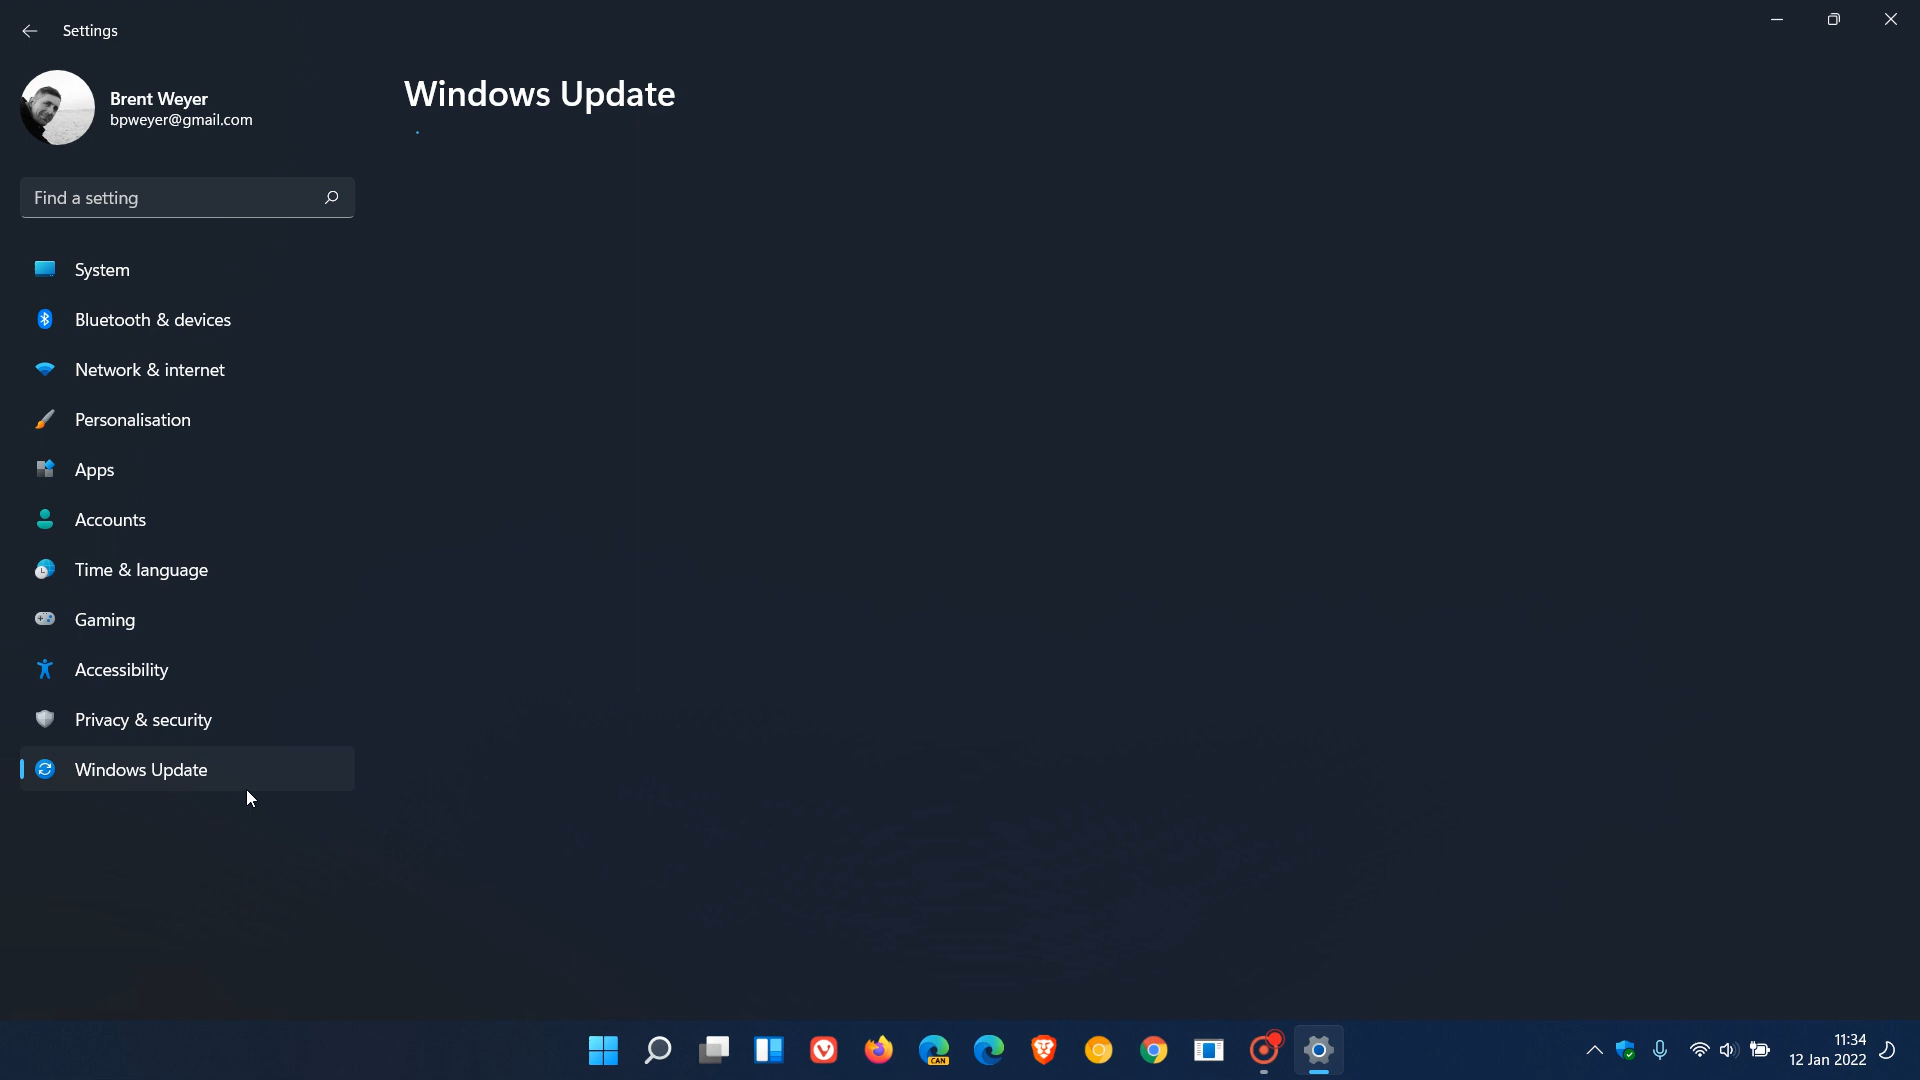 Settings
Brent Weyer
bpweyer@gmail.com
Windows Update
Find a setting
System
Bluetooth & devices
Network & internet
Personalisation
Apps
Accounts
Time & language
Gaming
Accessibility
Privacy & security
Windows Update
CAN
11:34
12 Jan 2022